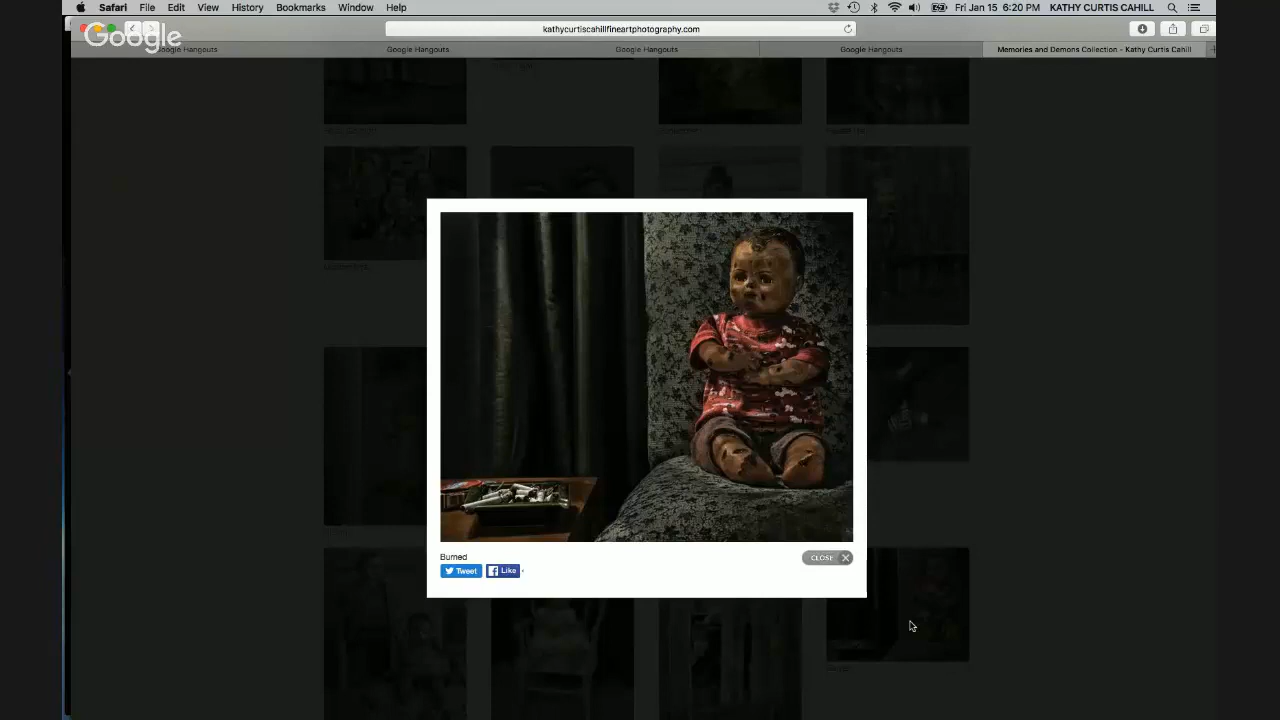 Safari File Edit View History Bookmarks Window Help Fri Jan 15 6:20 PM KATHY CURTIS CAHILL
Google
kathycurtiscahillfineartphotography.com
Google Hangouts Google Hangouts Google Hangouts Google Hangouts Memories and Demons Collection - Kathy Curtis Cahill
Burned
CLOSE
Tweet Like